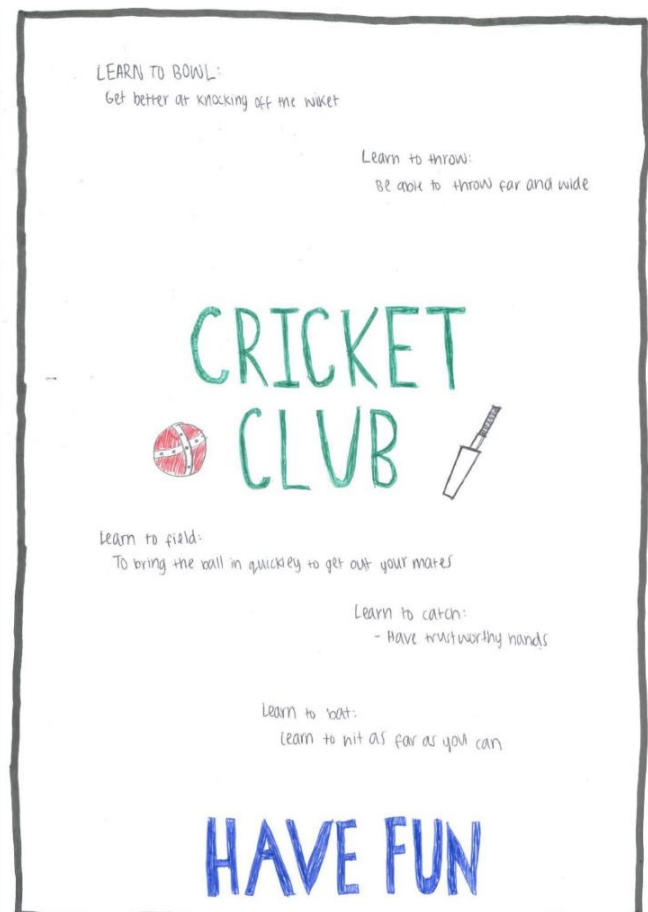 LEARN TO BOWL:
Get better at knocking off the wiket
Learn to throw:
Be able to throw far and wide
CRICKET
CLUB
Learn to field:
To bring the ball in quickley to get out your mates
Learn to catch:
- Have trustworthy hands
Learn to bat:
Learn to hit as far as you can
HAVE FUN